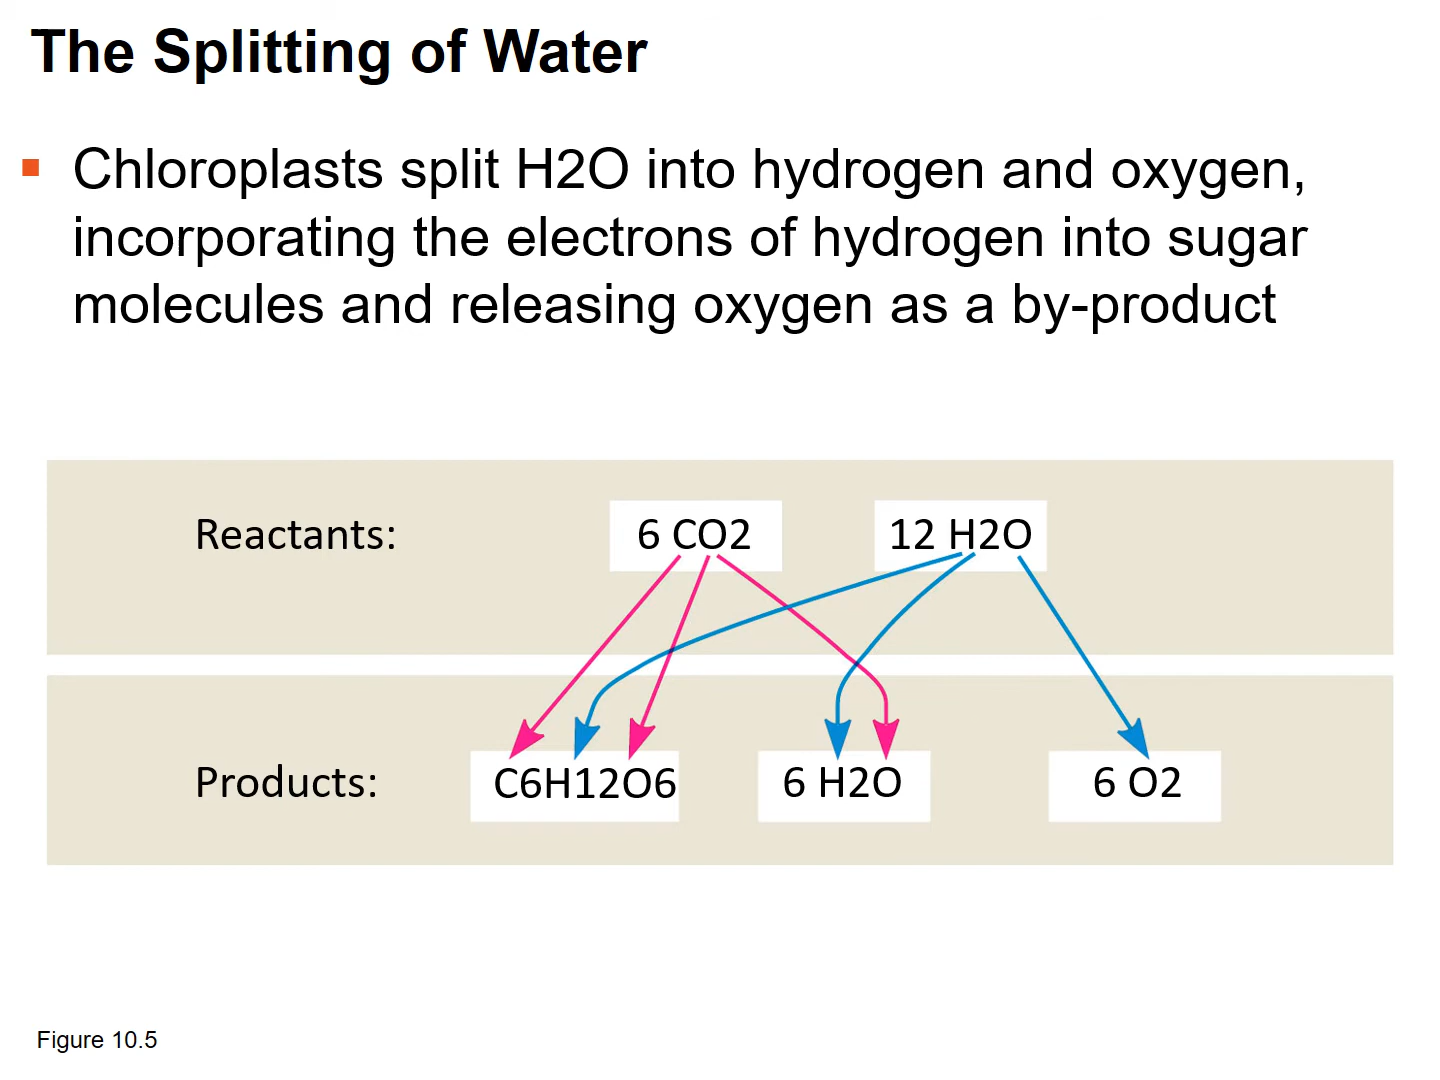 The Splitting of Water
Chloroplasts split H2O into hydrogen and oxygen,
incorporating the electrons of hydrogen into sugar
molecules and releasing oxygen as a by-product
Reactants: 6 CO2 12 H2O
Products: C6H12O6 6 H2O 6 O2
Figure 10.5